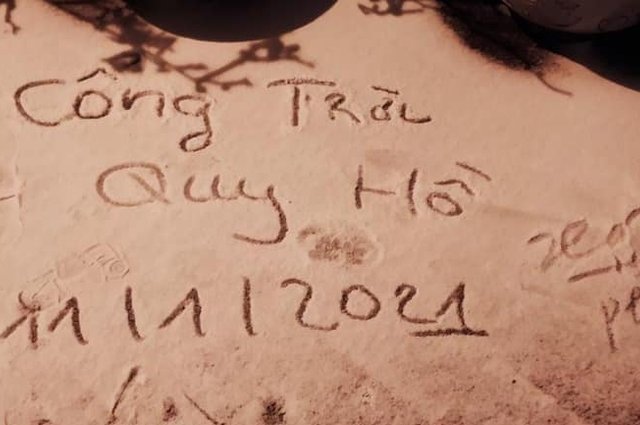 Công Trời
Quy Hồ
11/1/2021